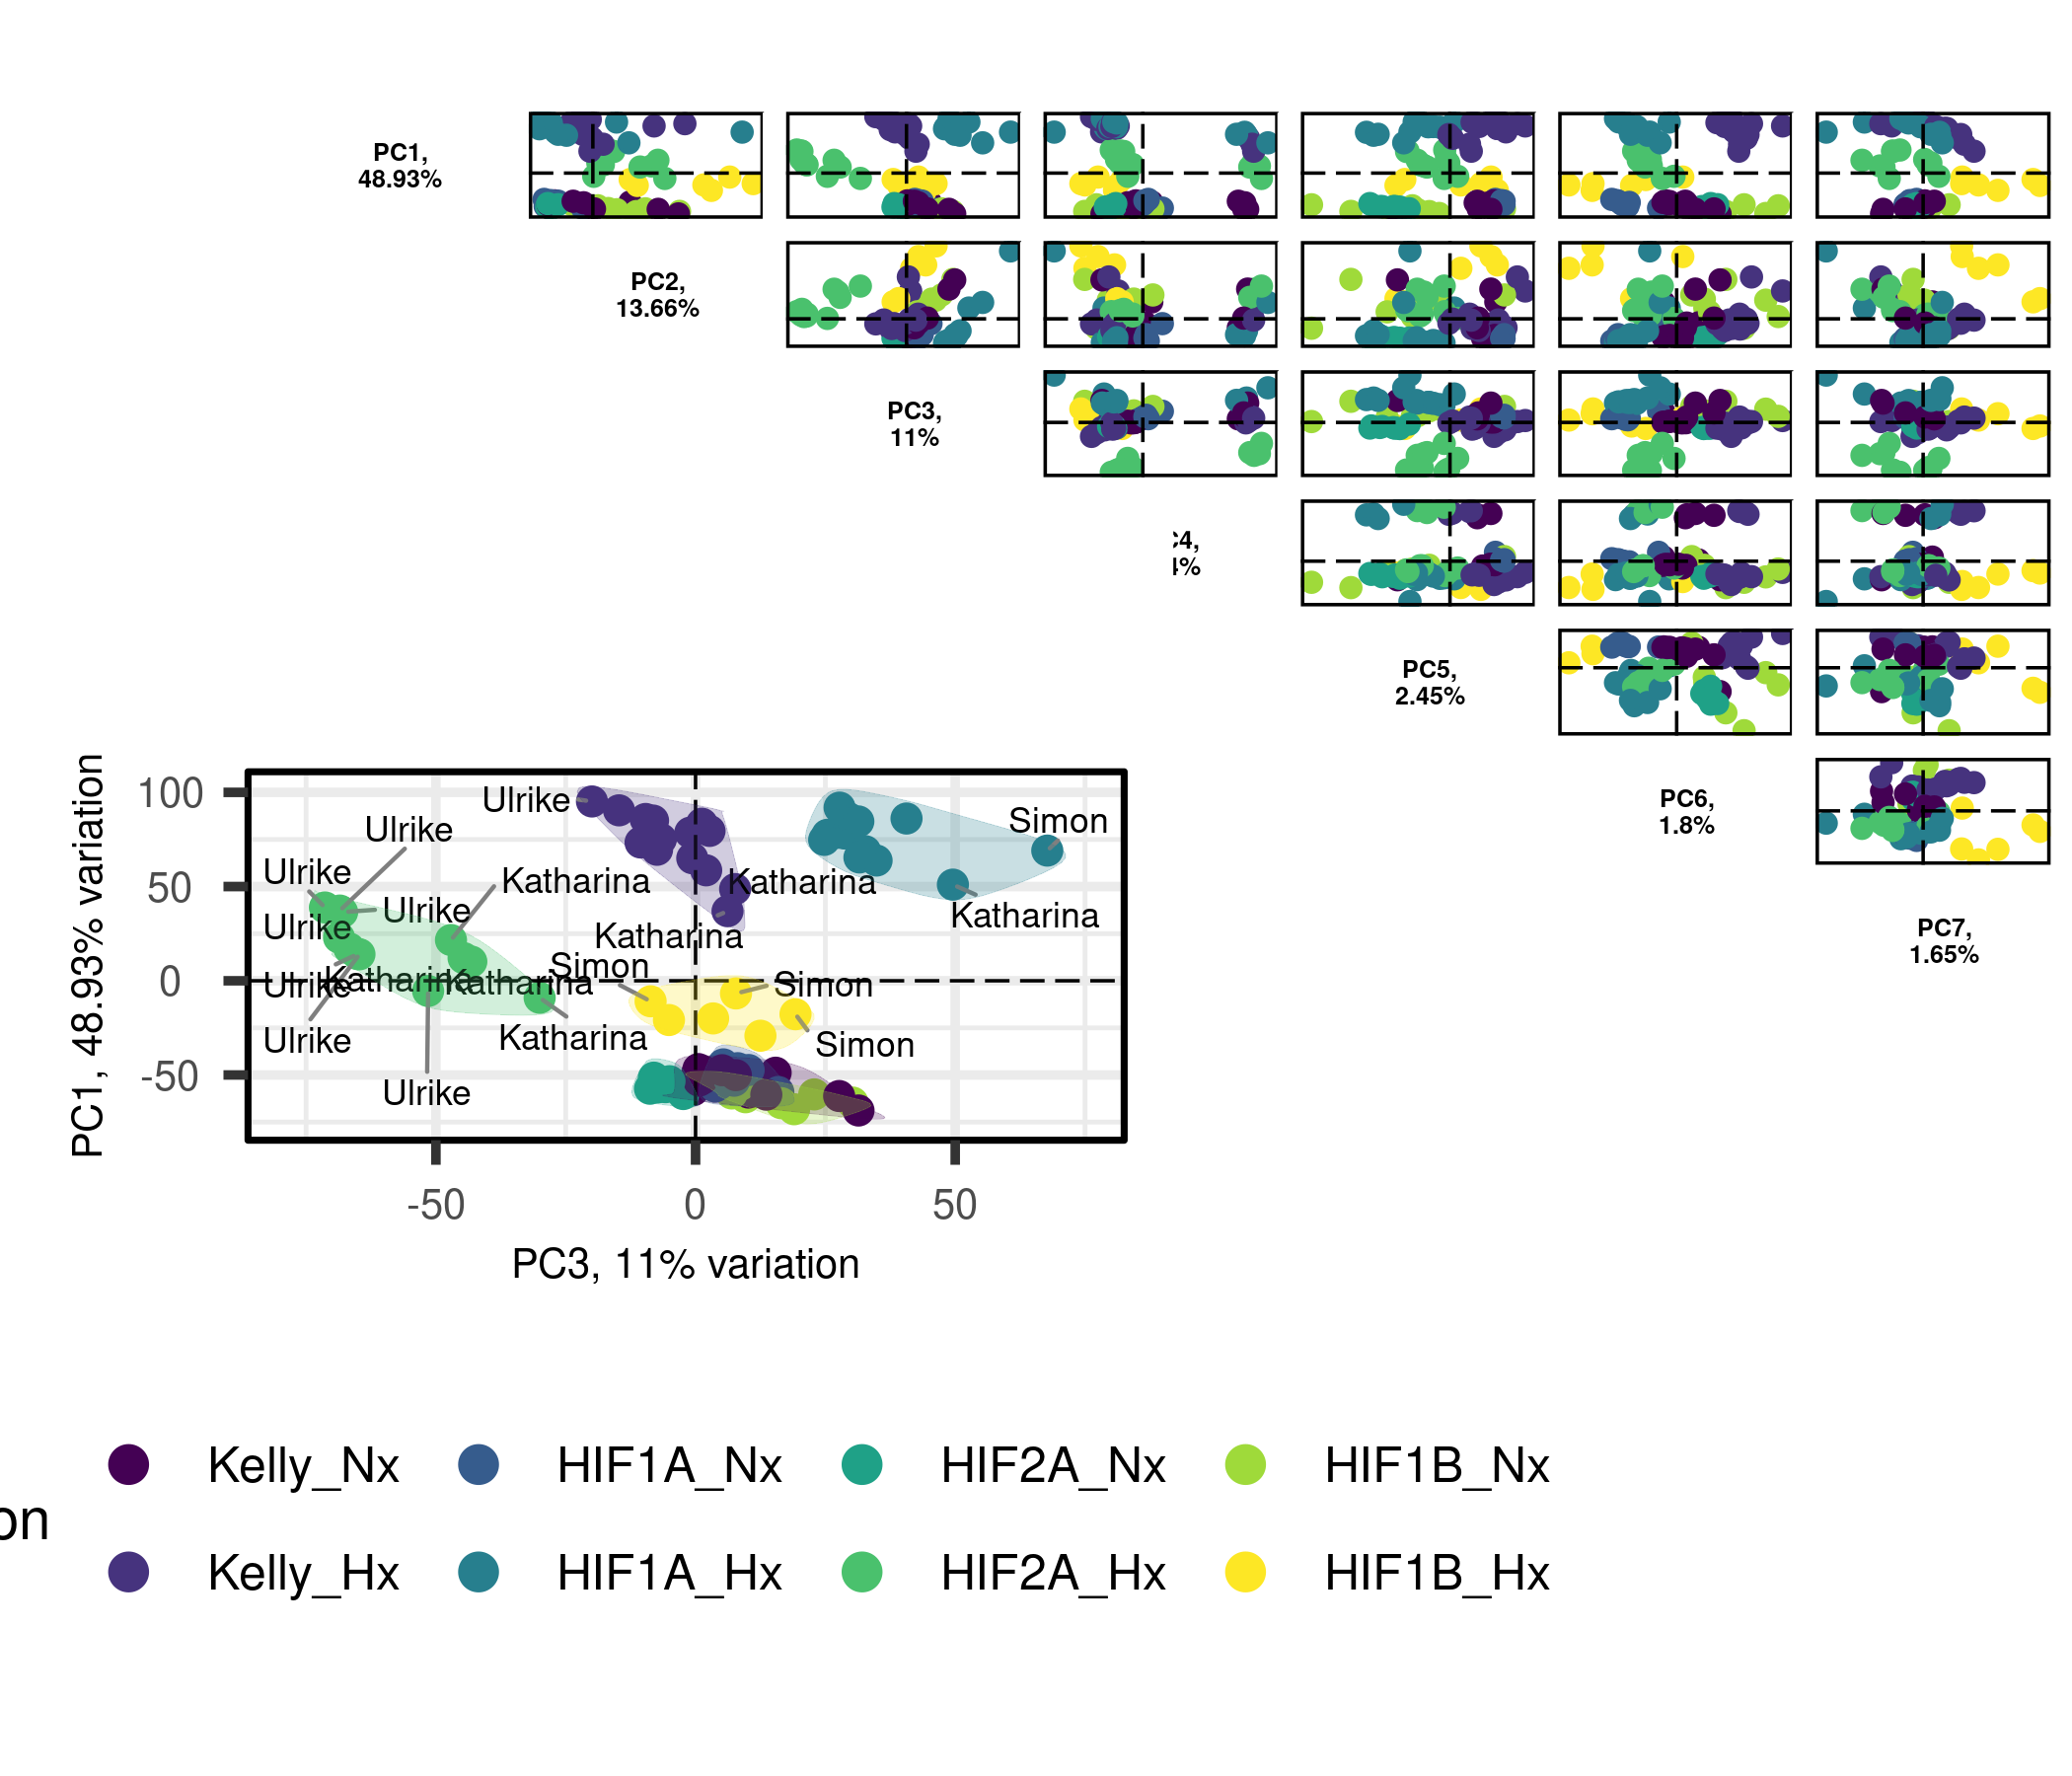 PC1,
48.93%
PC2,
13.66%
PC3,
11%
4,
%
PC5,
2.45%
PC6,
1.8%
PC7,
1.65%
PC1, 48.93% variation
100
50
0
-50
Ulrike
Simon
Ulrike
Ulrike
Katharina
Katharina
Ulrike
Katharina
Ulrike
Katharina
Simon
Katharina
Katharina
Simon
Ulrike
Ulrike
Katharina
Simon
Ulrike
-50
0
50
PC3, 11% variation
on
Kelly_Nx
HIF1A_Nx
HIF2A_Nx
HIF1B_Nx
Kelly_Hx
HIF1A_Hx
HIF2A_Hx
HIF1B_Hx